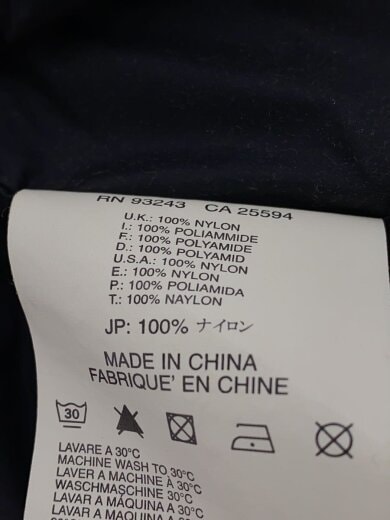 RN 93243 CA 25594
U.K.: 100% NYLON
I.: 100% POLIAMMIDE
F.: 100% POLYAMIDE
D.: 100% POLYAMID
U.S.A.: 100% NYLON
E.: 100% NYLON
P.: 100% POLIAMIDA
T.: 100% NAYLON
JP: 100% ナイロン
MADE IN CHINA
FABRIQUE' EN CHINE
30
LAVARE A 30°C
MACHINE WASH TO 30°C
LAVER A MACHINE À 30°C
WASCHMASCHINE 30°C
LAVAR A MÁQUINA A 30°C
LAVAR À MÁQUINA A 30°C